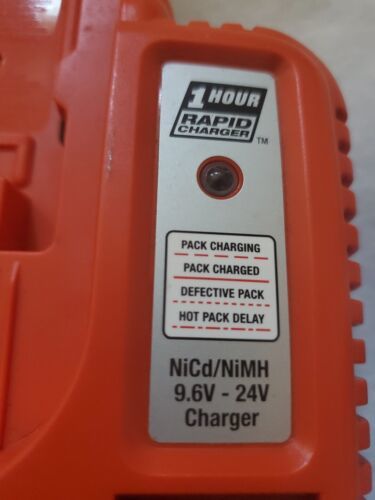 1 HOUR
RAPID
CHARGER
TM
PACK CHARGING
PACK CHARGED
DEFECTIVE PACK
HOT PACK DELAY
NiCd/NiMH
9.6V - 24V
Charger